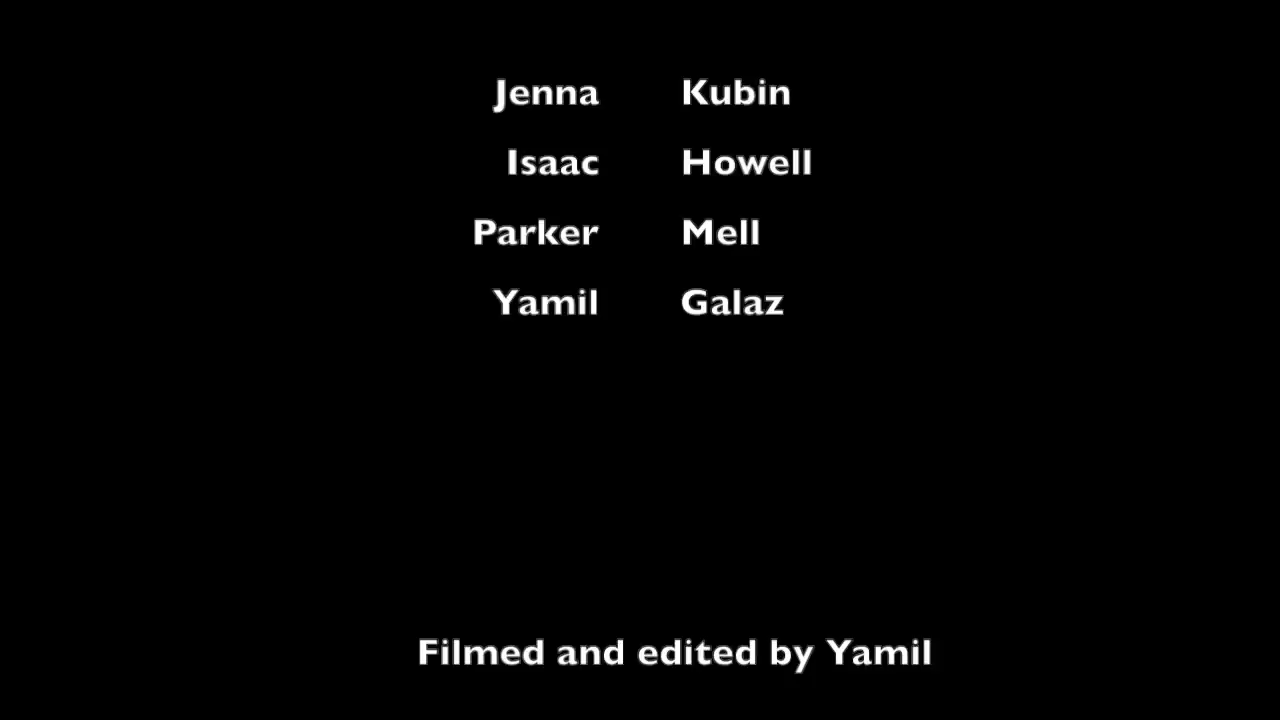 Jenna Kubin
Isaac Howell
Parker Mell
Yamil Galaz
Filmed and edited by Yamil